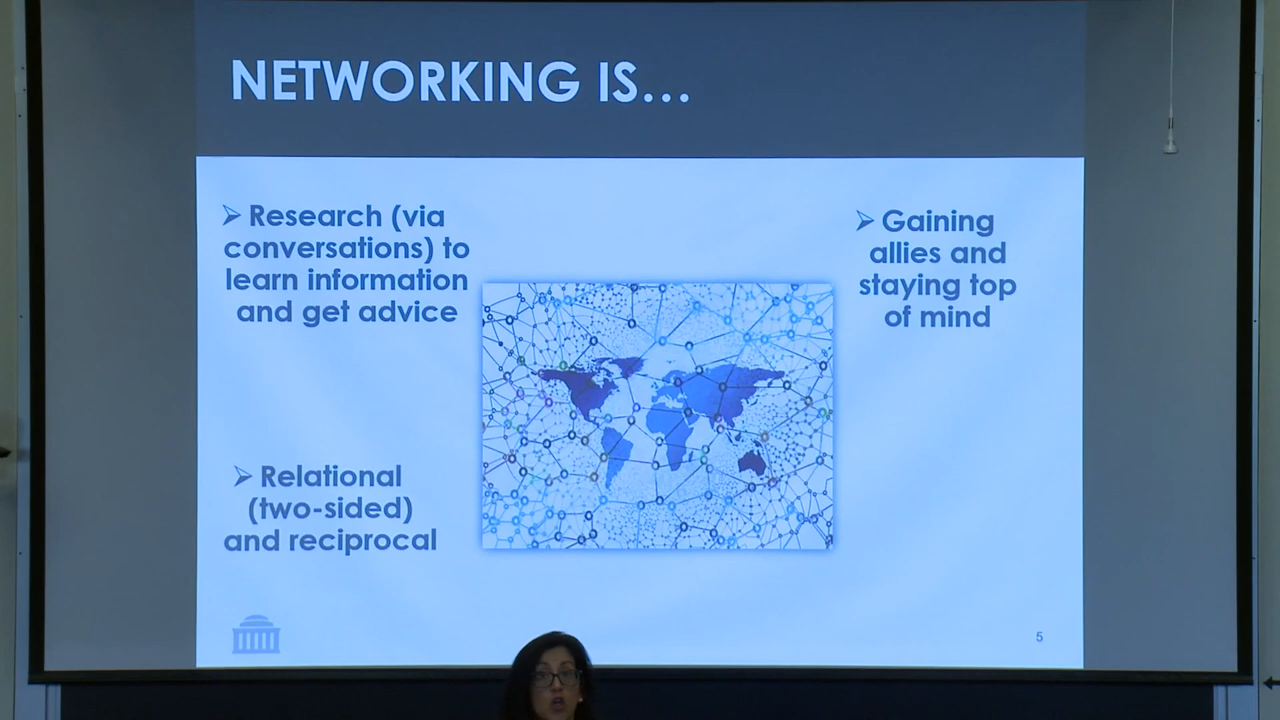 NETWORKING IS...
➢ Research (via
conversations) to
learn information
and get advice
➢ Gaining
allies and
staying top
of mind
➢ Relational
(two-sided)
and reciprocal
5